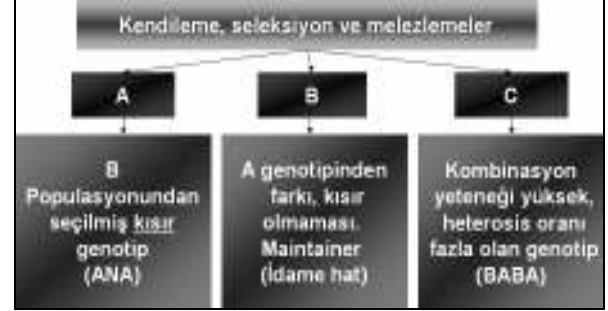 Kendileme, seleksiyon ve melezlemeler
A
B
C
B
Populasyonundan
seçilmiş kısır
genotip
(ANA)
A genotipinden
farkı, kısır
olmaması.
Maintainer
(İdame hat)
Kombinasyon
yeteneği yüksek,
heterosis oranı
fazla olan genotip
(BABA)